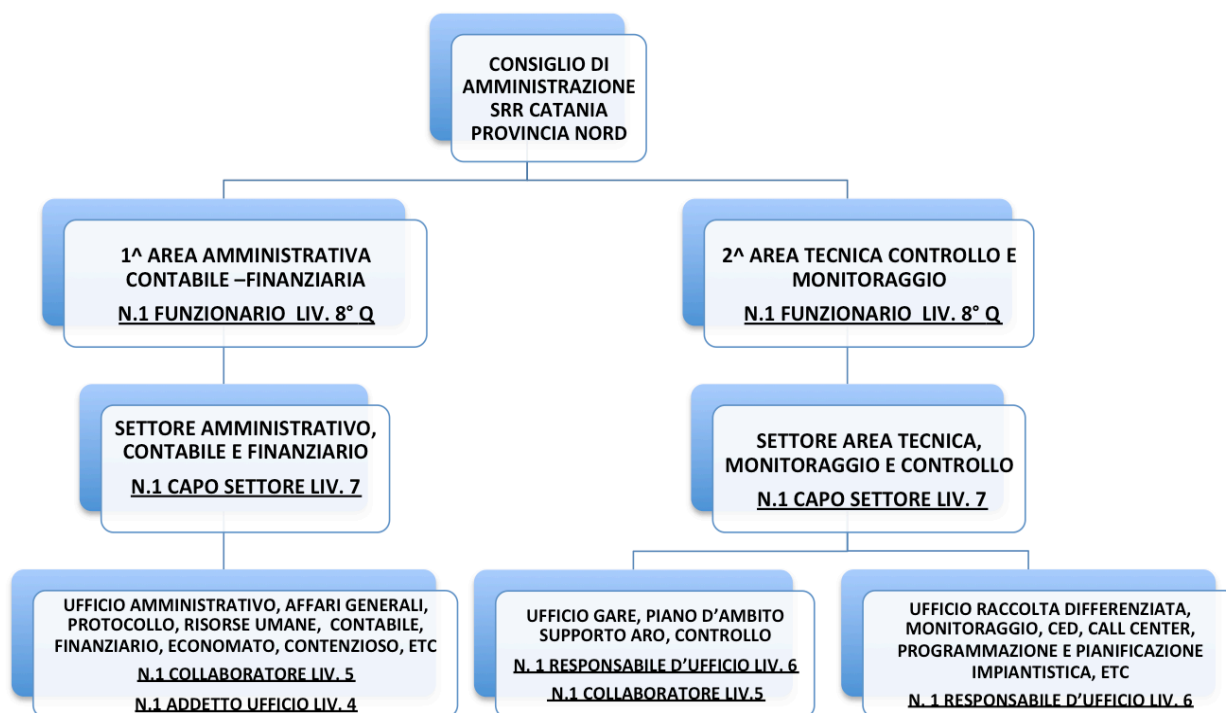 CONSIGLIO DI
AMMINISTRAZIONE
SRR CATANIA
PROVINCIA NORD
1^ AREA AMMINISTRATIVA
CONTABILE –FINANZIARIA
N.1 FUNZIONARIO LIV. 8° Q
2^ AREA TECNICA CONTROLLO E
MONITORAGGIO
N.1 FUNZIONARIO LIV. 8° Q
SETTORE AMMINISTRATIVO,
CONTABILE E FINANZIARIO
N.1 CAPO SETTORE LIV. 7
SETTORE AREA TECNICA,
MONITORAGGIO E CONTROLLO
N.1 CAPO SETTORE LIV. 7
UFFICIO AMMINISTRATIVO, AFFARI GENERALI,
PROTOCOLLO, RISORSE UMANE, CONTABILE,
FINANZIARIO, ECONOMATO, CONTENZIOSO, ETC
N.1 COLLABORATORE LIV. 5
N.1 ADDETTO UFFICIO LIV. 4
UFFICIO GARE, PIANO D’AMBITO
SUPPORTO ARO, CONTROLLO
N. 1 RESPONSABILE D’UFFICIO LIV. 6
N.1 COLLABORATORE LIV.5
UFFICIO RACCOLTA DIFFERENZIATA,
MONITORAGGIO, CED, CALL CENTER,
PROGRAMMAZIONE E PIANIFICAZIONE
IMPIANTISTICA, ETC
N. 1 RESPONSABILE D’UFFICIO LIV. 6